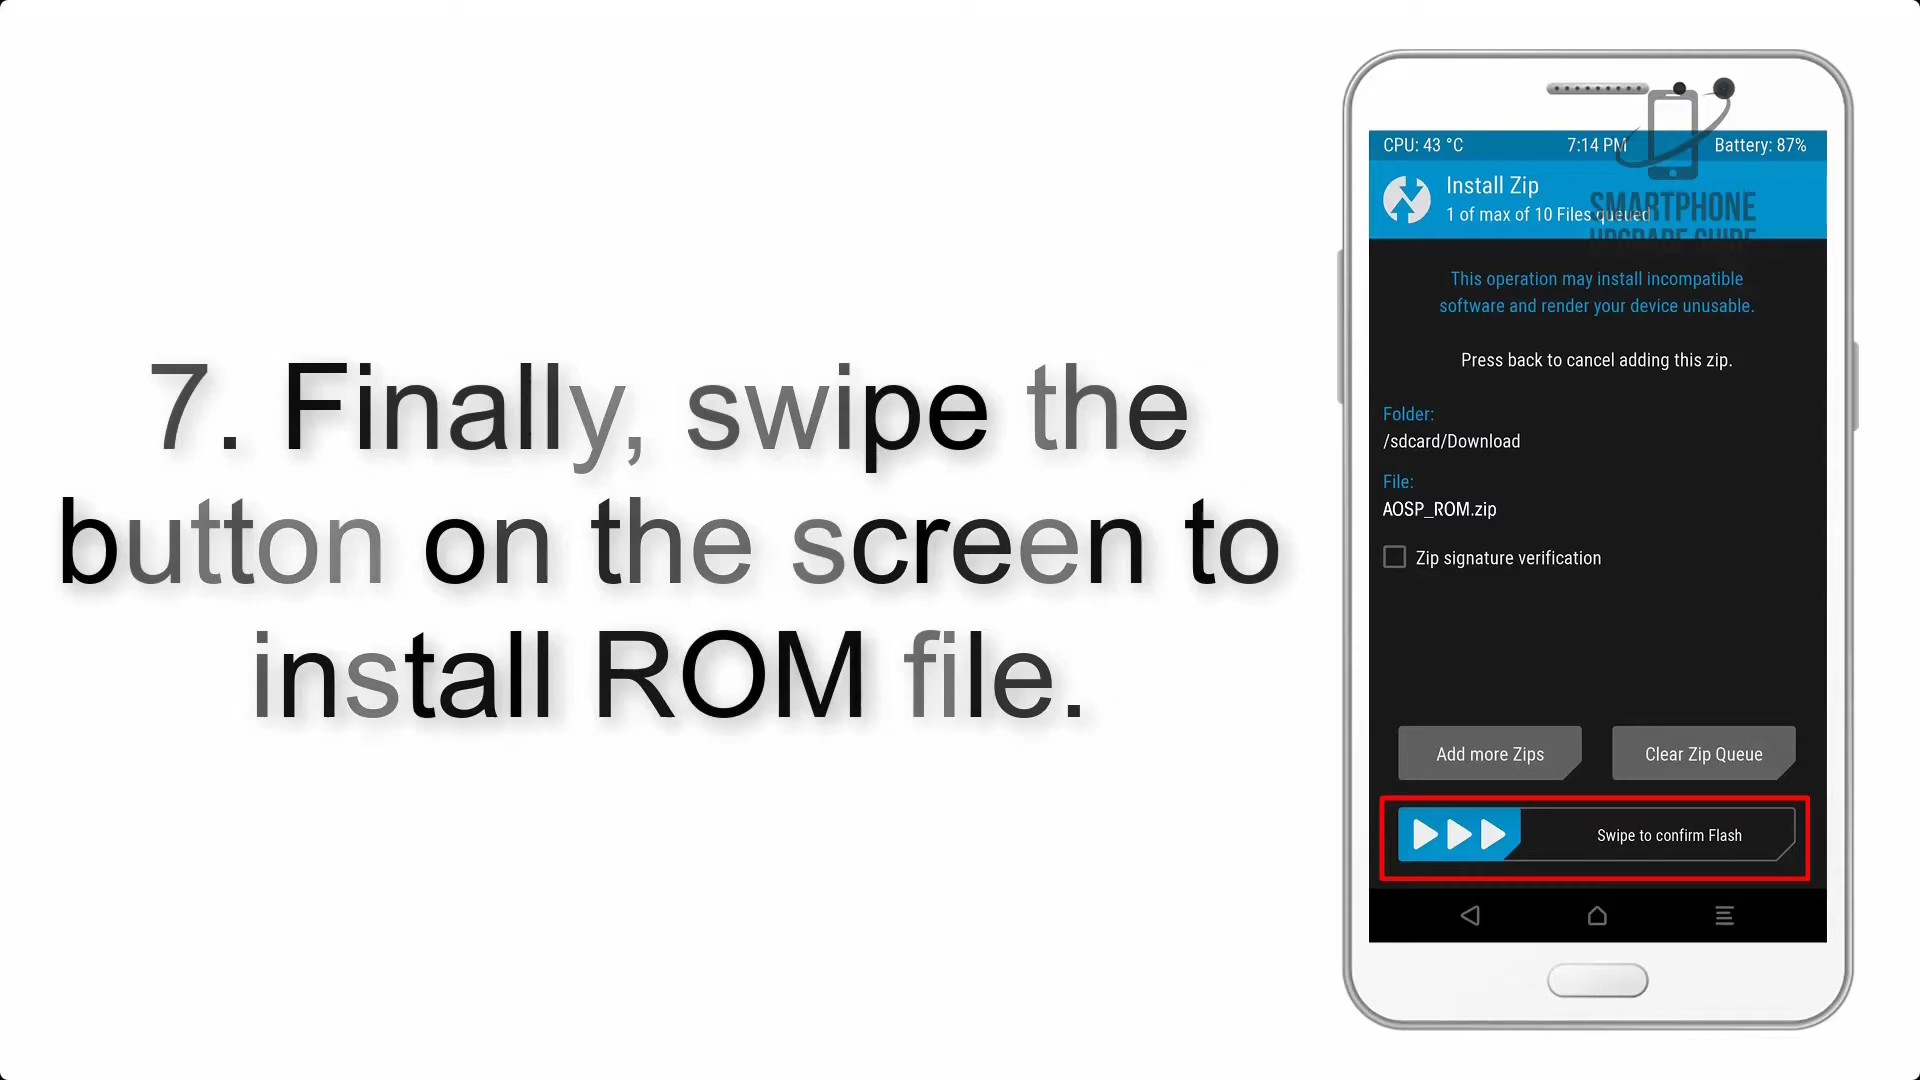 7. Finally, swipe the
button on the screen to
install ROM file.
CPU: 43 °C 7:14 PM Battery: 87%
Install Zip
1 of max of 10 Files queued
SMARTPHONE
UPGRADE GUIDE
This operation may install incompatible
software and render your device unusable.
Press back to cancel adding this zip.
Folder:
/sdcard/Download
File:
AOSP_ROM.zip
Zip signature verification
Add more Zips Clear Zip Queue
Swipe to confirm Flash